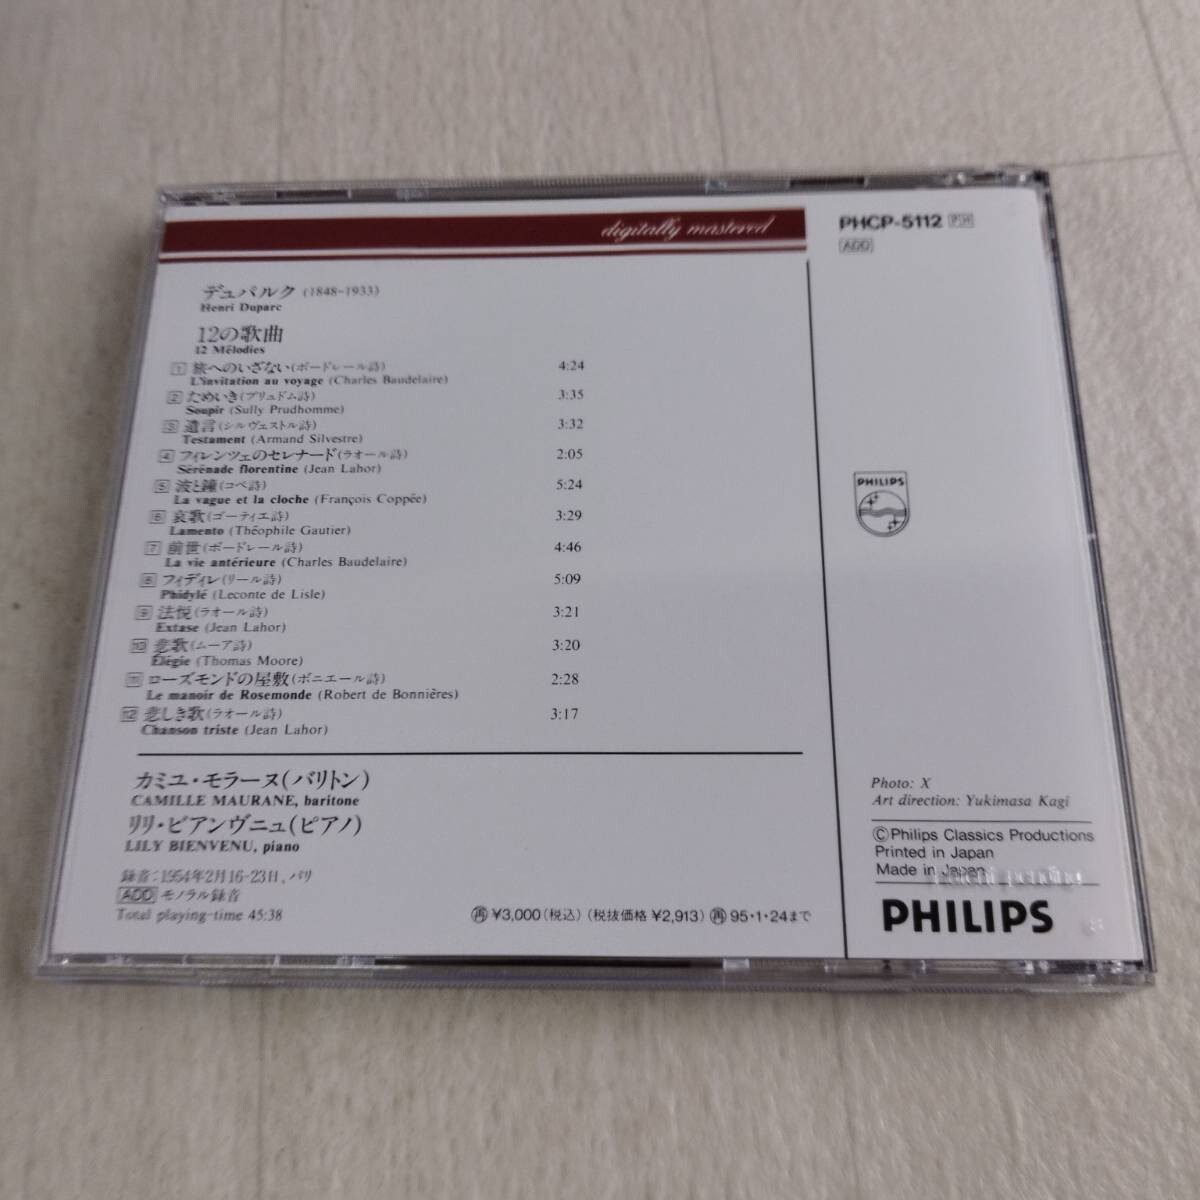 digitally mastered
PHCP-5112 PH
ADD
デュパルク (1848-1933)
Henri Duparc
12の歌曲
12 Mélodies
1 旅へのいざない(ボードレール詩) 4:24
L'invitation au voyage (Charles Baudelaire)
2 ためいき(プリュドム詩) 3:35
Soupir (Sully Prudhomme)
3 遺言(シルヴェストル詩) 3:32
Testament (Armand Silvestre)
4 フィレンツェのセレナード(ラオール詩) 2:05
Sérénade florentine (Jean Lahor)
5 波と鐘(コペ詩) 5:24
La vague et la cloche (François Coppée)
6 哀歌(ゴーティエ詩) 3:29
Lamento (Théophile Gautier)
7 前世(ボードレール詩) 4:46
La vie antérieure (Charles Baudelaire)
8 フィディレ(リール詩) 5:09
Phidylé (Leconte de Lisle)
9 法悦(ラオール詩) 3:21
Extase (Jean Lahor)
10 悲歌(ムーア詩) 3:20
Élégie (Thomas Moore)
11 ローズモンドの屋敷(ボニエール詩) 2:28
Le manoir de Rosemonde (Robert de Bonnières)
12 悲しき歌(ラオール詩) 3:17
Chanson triste (Jean Lahor)
カミユ・モラーヌ(バリトン)
CAMILLE MAURANE, baritone
リリ・ビアンヴニュ(ピアノ)
LILY BIENVENU, piano
録音:1954年2月16-23日、パリ
ADD モノラル録音
Total playing-time 45:38
㋫ ¥3,000(税込)(税抜価格 ¥2,913) 再 95・1・24まで
PHILIPS
Photo: X
Art direction: Yukimasa Kagi
©Philips Classics Productions
Printed in Japan
Made in Japan
Patent pending
PHILIPS